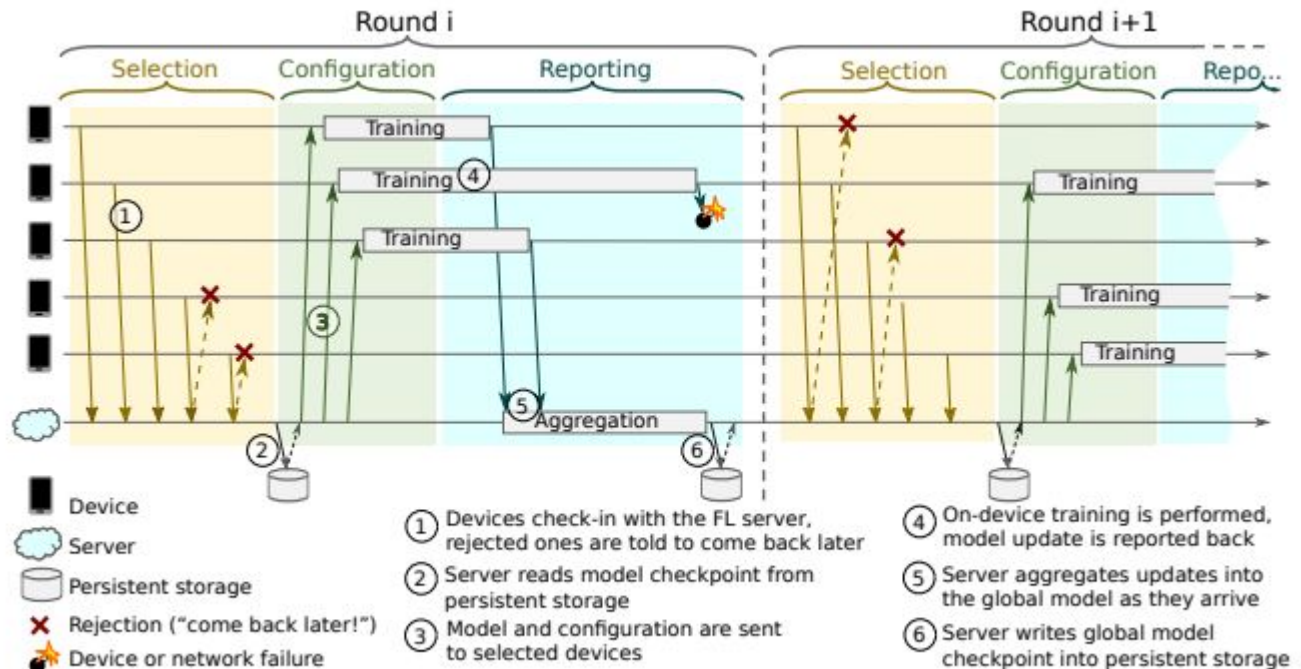 Round i
Round i+1
Selection
Configuration
Reporting
Selection
Configuration
Repo...
Training
Training
4
Training
1
3
5
Aggregation
2
6
Training
Training
Training
Device
Server
Persistent storage
Rejection (“come back later!”)
Device or network failure
1 Devices check-in with the FL server,
rejected ones are told to come back later
2 Server reads model checkpoint from
persistent storage
3 Model and configuration are sent
to selected devices
4 On-device training is performed,
model update is reported back
5 Server aggregates updates into
the global model as they arrive
6 Server writes global model
checkpoint into persistent storage